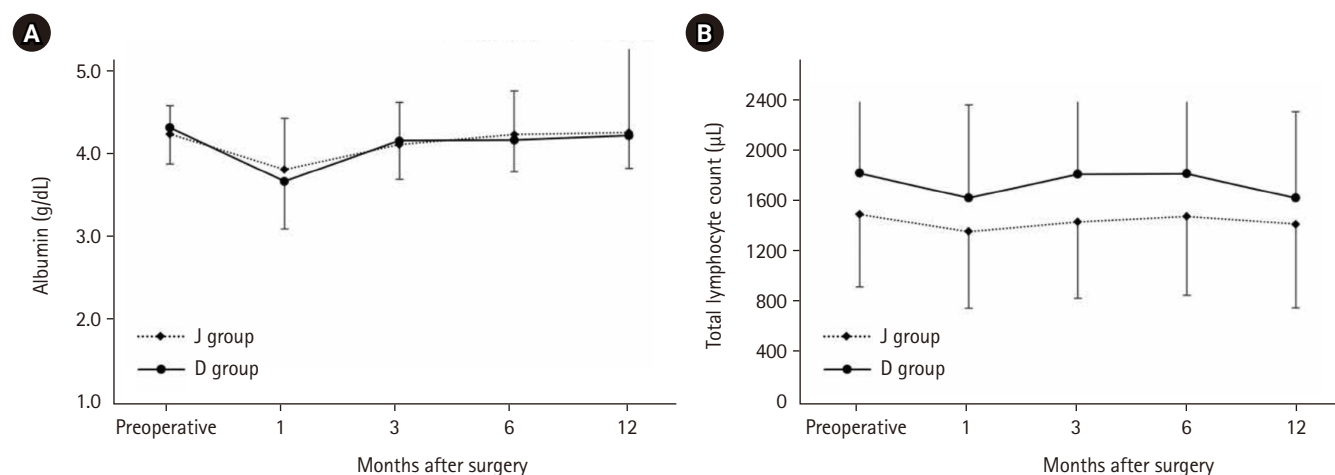 A
Albumin (g/dL)
5.0
4.0
3.0
2.0
1.0
J group
D group
Preoperative 1 3 6 12
Months after surgery
B
Total lymphocyte count (µL)
2400
2000
1600
1200
800
400
0
J group
D group
Preoperative 1 3 6 12
Months after surgery